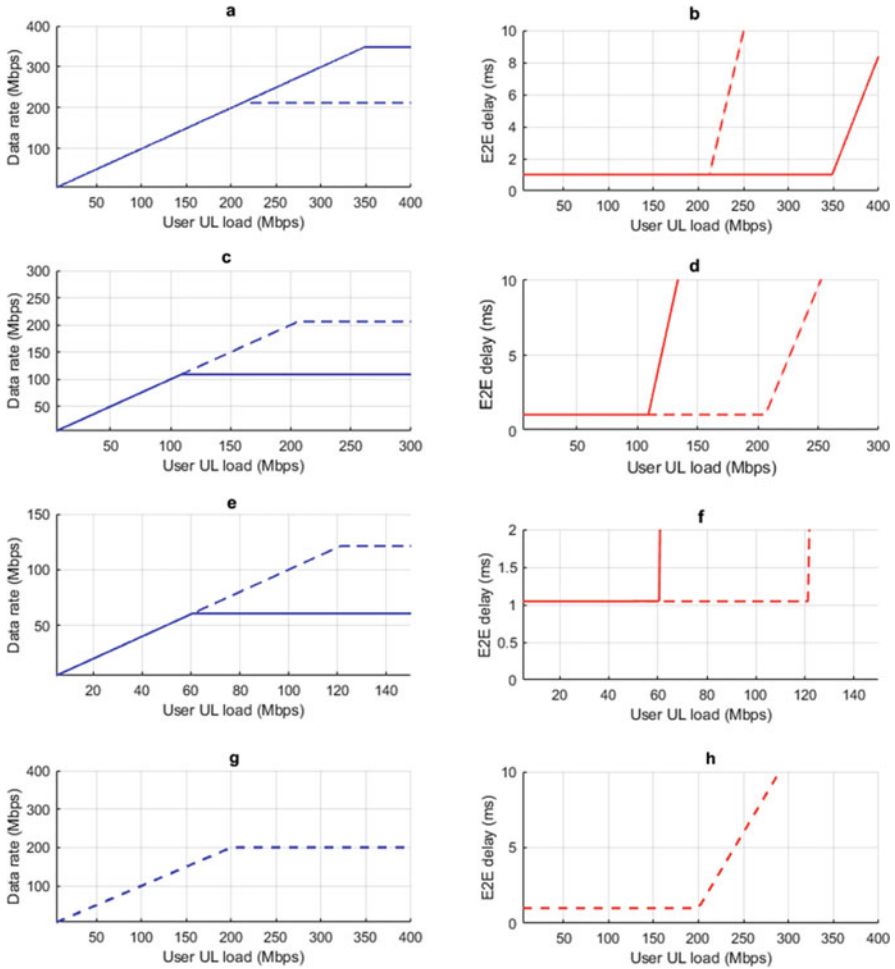 a
400
300
200
100
Data rate (Mbps)
50 100 150 200 250 300 350 400
User UL load (Mbps)
b
10
8
6
4
2
0
E2E delay (ms)
50 100 150 200 250 300 350 400
User UL load (Mbps)
c
300
250
200
150
100
50
Data rate (Mbps)
50 100 150 200 250 300
User UL load (Mbps)
d
10
5
0
E2E delay (ms)
50 100 150 200 250 300
User UL load (Mbps)
e
150
100
50
Data rate (Mbps)
20 40 60 80 100 120 140
User UL load (Mbps)
f
2
1.5
1
0.5
0
E2E delay (ms)
20 40 60 80 100 120 140
User UL load (Mbps)
g
400
300
200
100
Data rate (Mbps)
50 100 150 200 250 300 350 400
User UL load (Mbps)
h
10
5
0
E2E delay (ms)
50 100 150 200 250 300 350 400
User UL load (Mbps)